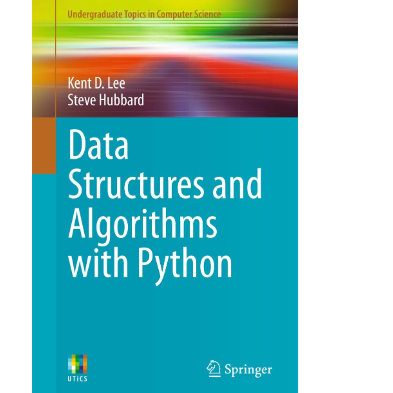 Undergraduate Topics in Computer Science
Kent D. Lee
Steve Hubbard
Data
Structures and
Algorithms
with Python
UTiCS
Springer